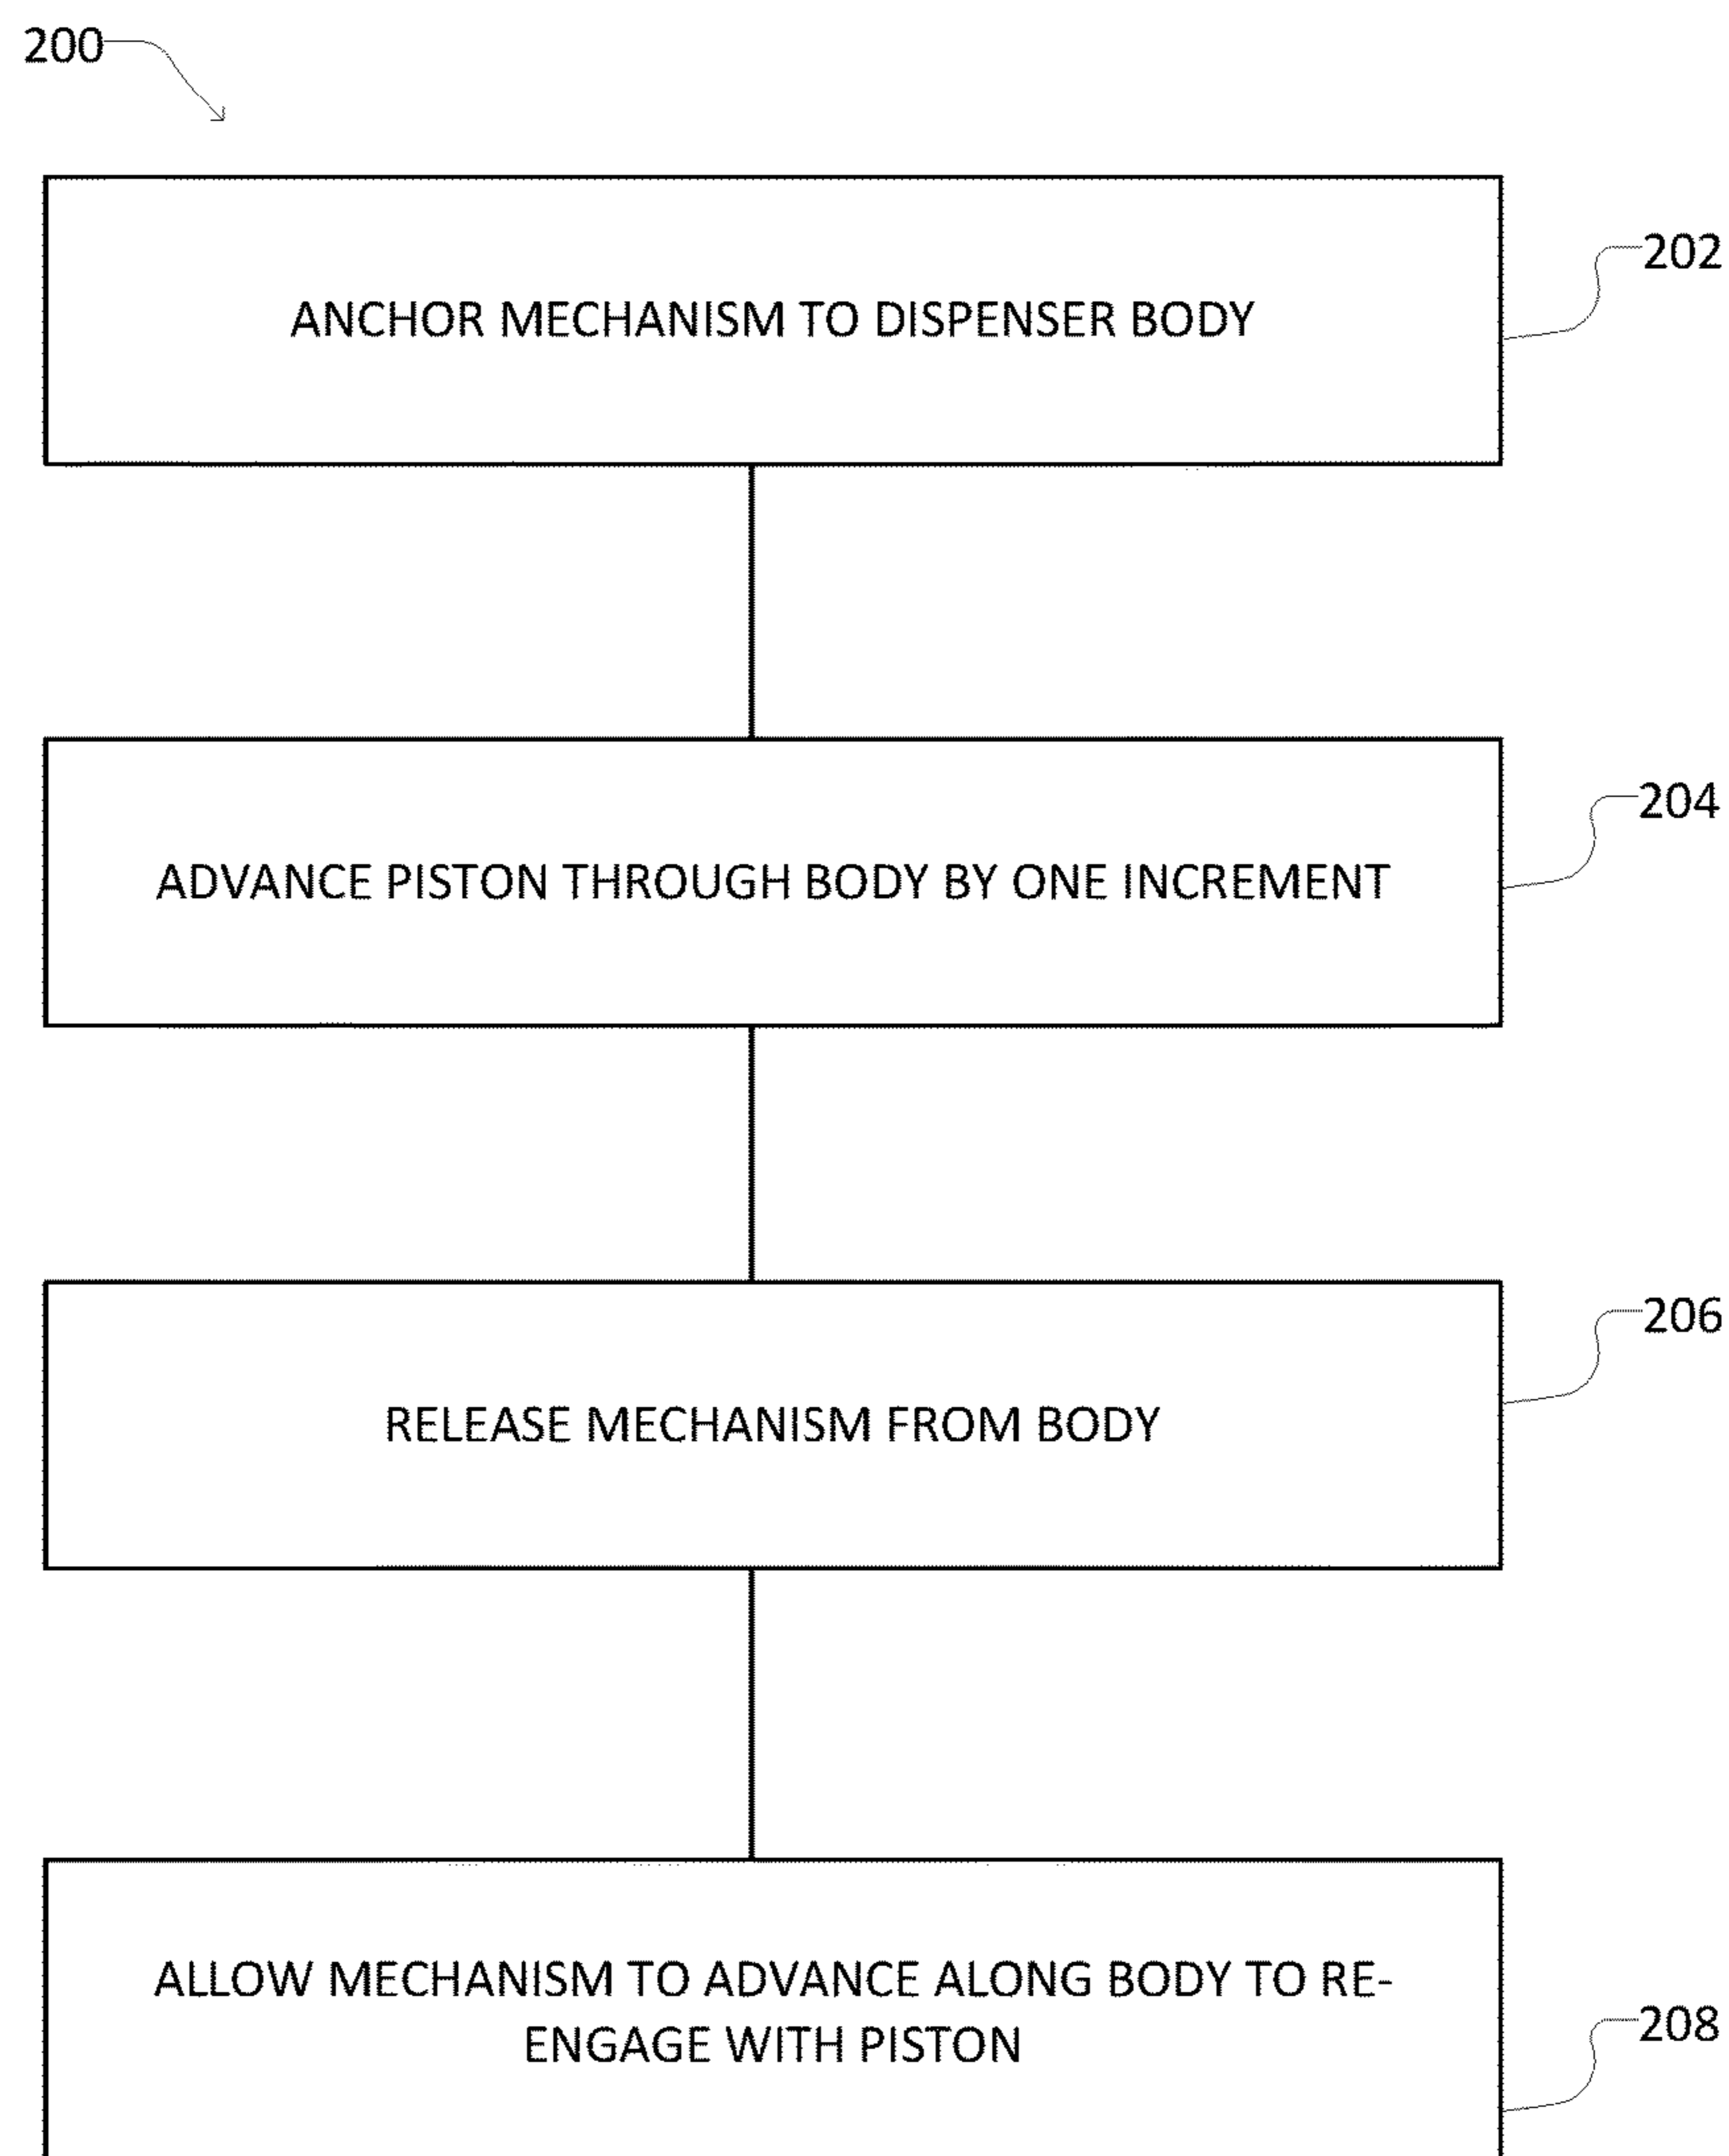 200
ANCHOR MECHANISM TO DISPENSER BODY
202
ADVANCE PISTON THROUGH BODY BY ONE INCREMENT
204
RELEASE MECHANISM FROM BODY
206
ALLOW MECHANISM TO ADVANCE ALONG BODY TO RE-
ENGAGE WITH PISTON
208